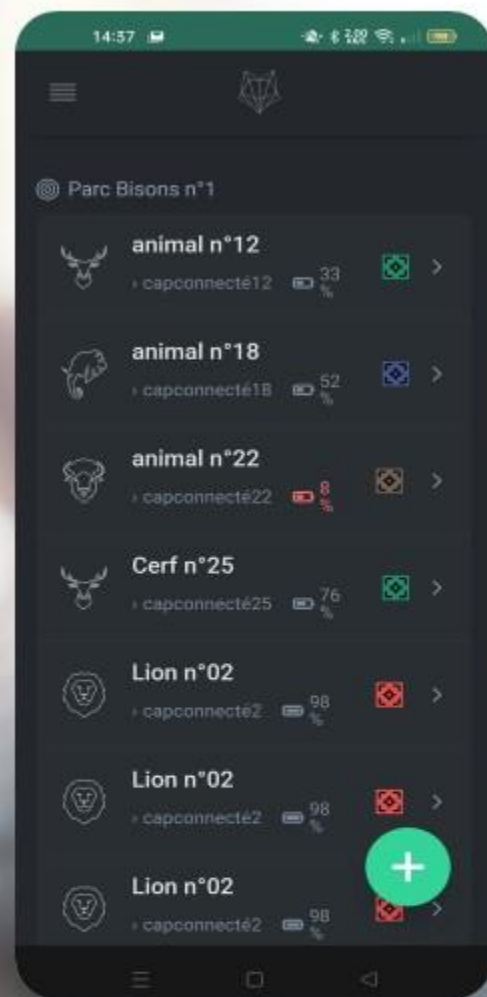 14:37
Parc Bisons n°1
animal n°12
› capconnecté12 33 %
animal n°18
› capconnecté18 52 %
animal n°22
› capconnecté22 8 %
Cerf n°25
› capconnecté25 76 %
Lion n°02
› capconnecté2 98 %
Lion n°02
› capconnecté2 98 %
Lion n°02
› capconnecté2 98 %